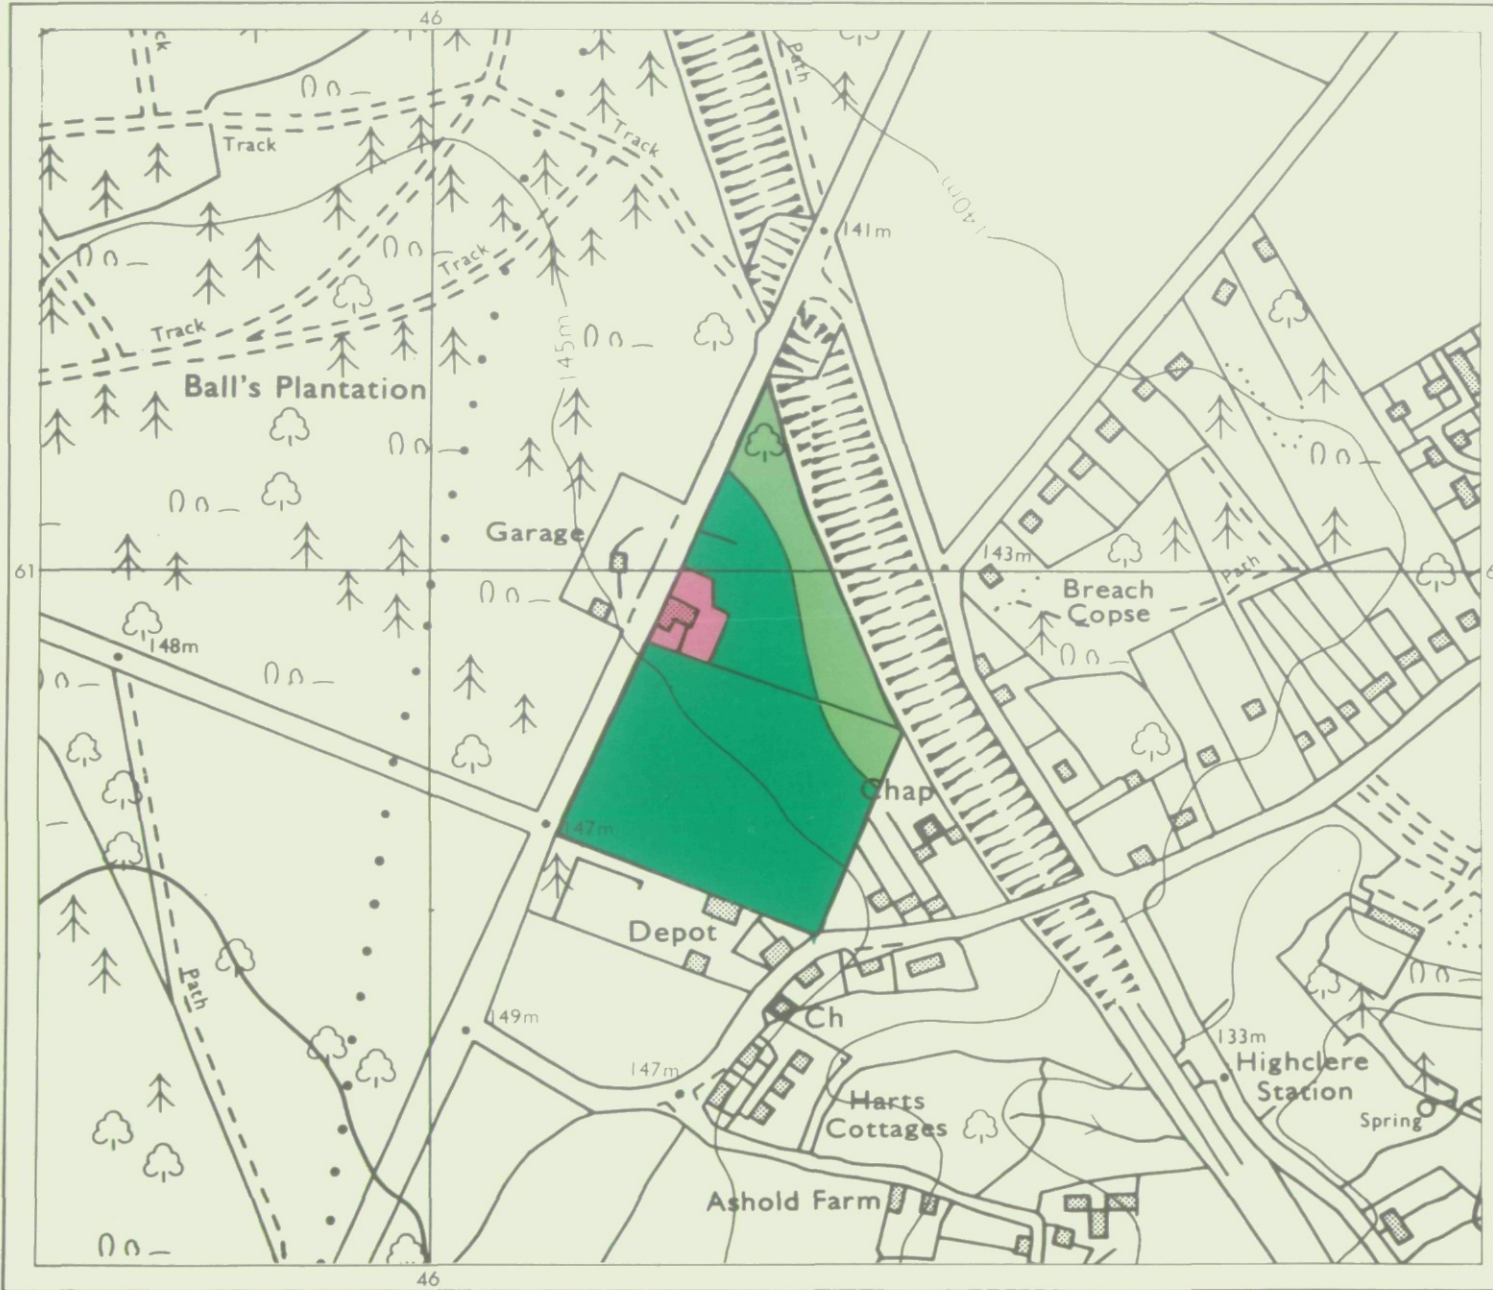 46
Path
Track
Track
141m
140m
Track
145m
Track
Ball's Plantation
Garage
143m
61
Breach
Copse
Path
148m
Chap
147m
Depot
Ch
149m
Path
147m
133m
Highclere
Station
Harts
Cottages
Spring
Ashold Farm
46